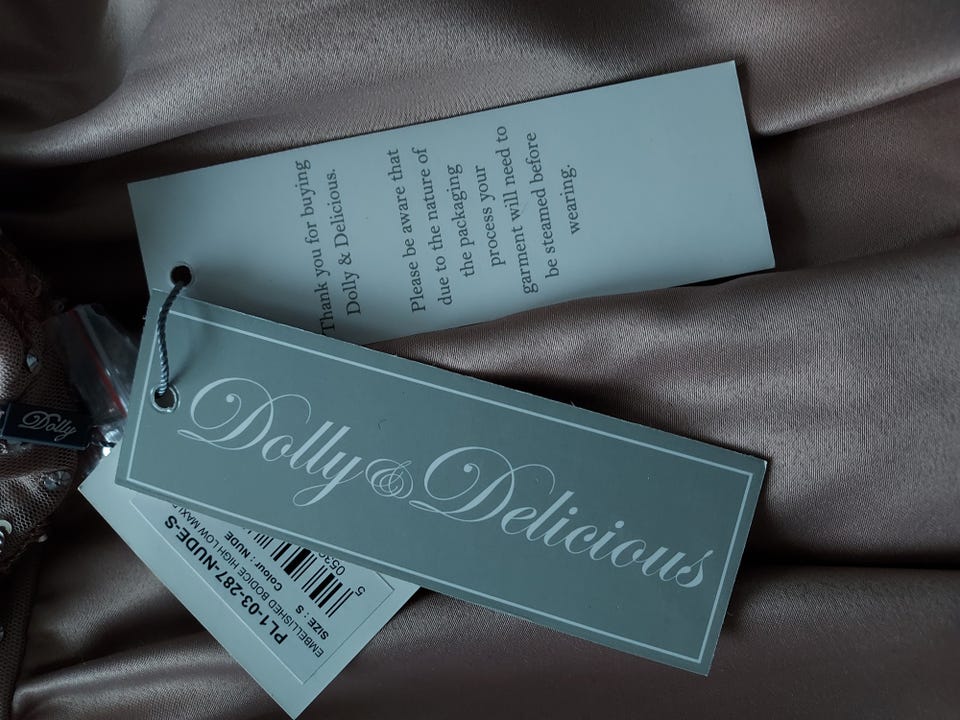 Thank you for buying
Dolly & Delicious.
Please be aware that
due to the nature of
the packaging
process your
garment will need to
be steamed before
wearing.
Dolly & Delicious
Dolly
PL1-03-287-NUDE-S
EMBELLISHED BODICE HIGH LOW MAXI
Colour : NUDE
SIZE : S
5